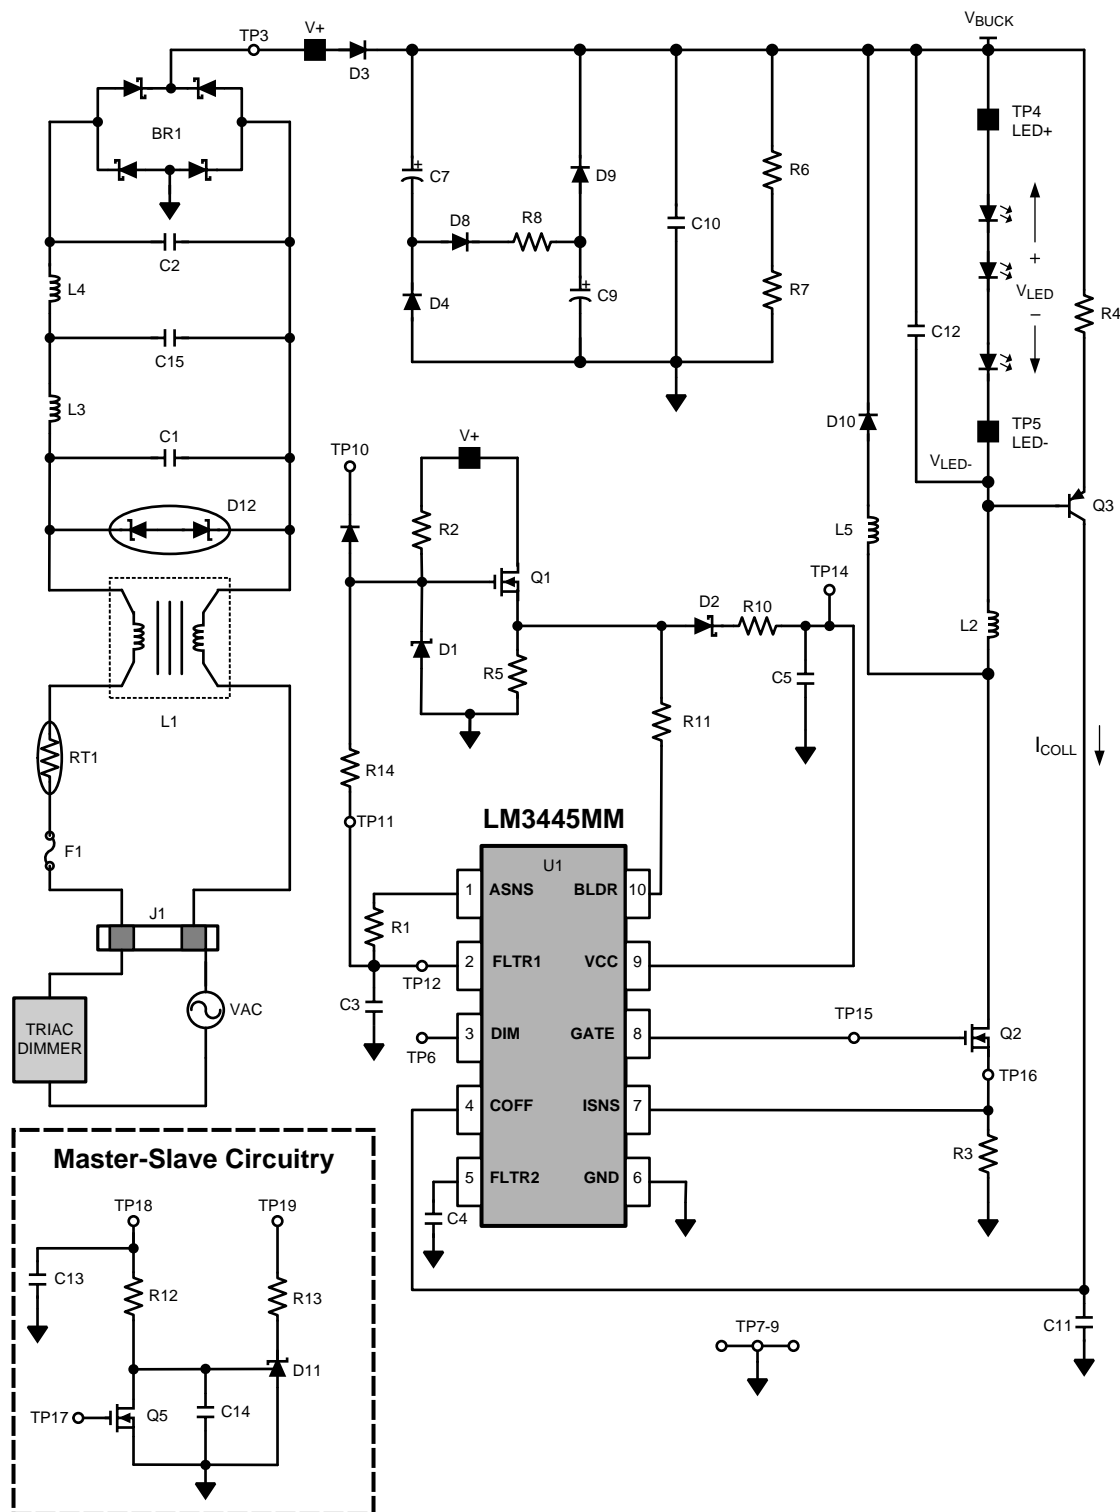 V+
VBUCK
TP3
D3
TP4
LED+
BR1
C7
D9
R6
D8
R8
C10
+
C2
VLED
L4
D4
C9
R7
−
R4
C12
C15
L3
D10
TP5
LED-
C1
TP10
V+
VLED-
D12
Q3
R2
L5
Q1
TP14
D2
R10
L2
D1
R5
C5
L1
R11
RT1
ICOLL
R14
LM3445MM
TP11
F1
U1
1 ASNS BLDR 10
J1
R1
2 FLTR1 VCC 9
TP12
C3
VAC
TP15
TRIAC
DIMMER
3 DIM GATE 8
Q2
TP6
TP16
4 COFF ISNS 7
Master-Slave Circuitry
R3
5 FLTR2 GND 6
TP18
TP19
C4
C13
R12
R13
C11
TP7-9
D11
TP17
Q5
C14